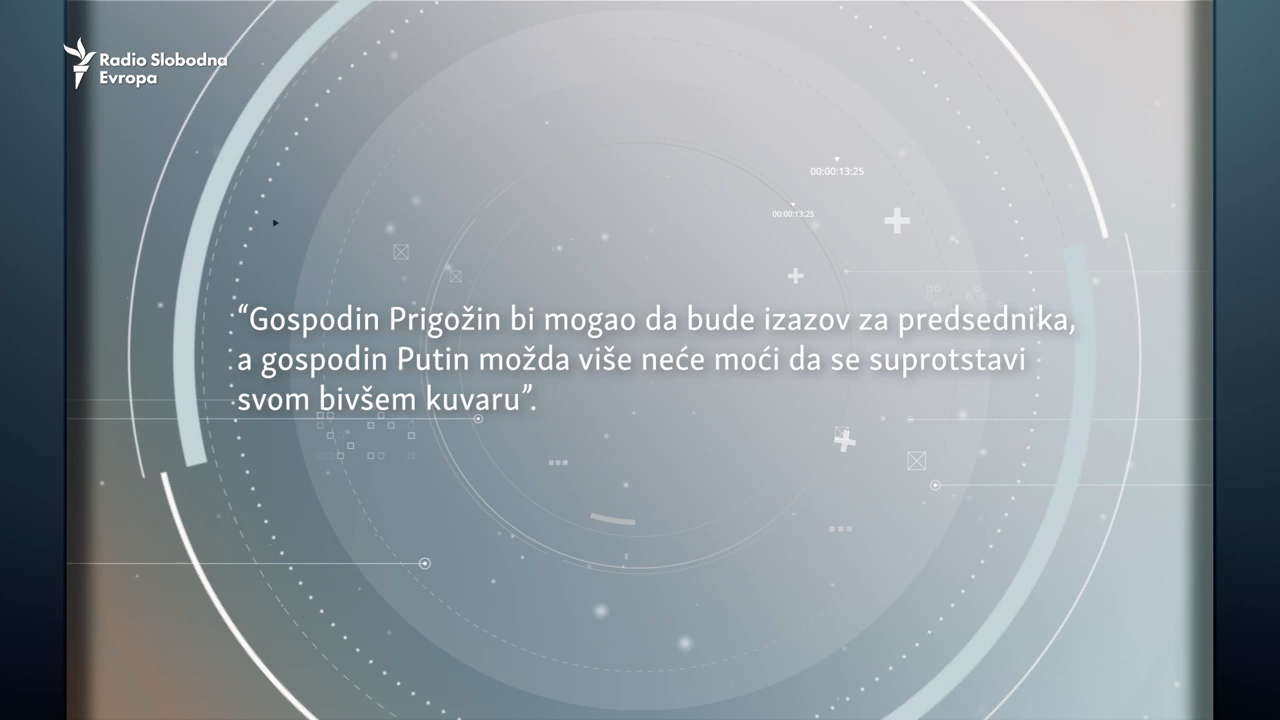 Radio Slobodna
Evropa
00:00:13:25
00:00:13:25
“Gospodin Prigožin bi mogao da bude izazov za predsednika,
a gospodin Putin možda više neće moći da se suprotstavi
svom bivšem kuvaru”.